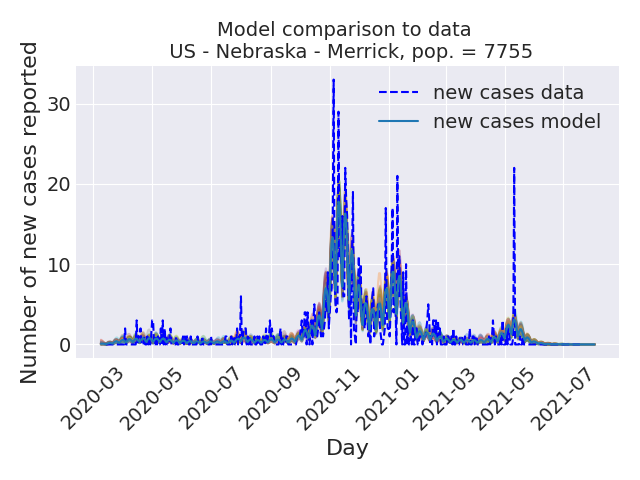 Model comparison to data
US - Nebraska - Merrick, pop. = 7755
Number of new cases reported
30
20
10
0
new cases data
new cases model
2020-03
2020-05
2020-07
2020-09
2020-11
2021-01
2021-03
2021-05
2021-07
Day